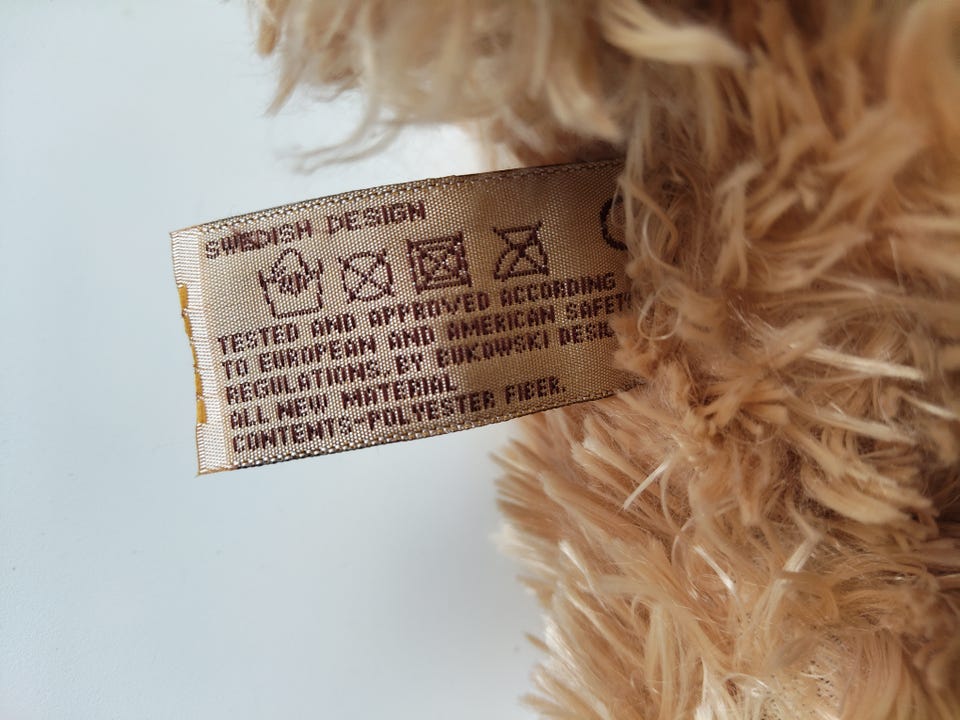 SWEDISH DESIGN
TESTED AND APPROVED ACCORDING
TO EUROPEAN AND AMERICAN
REGULATIONS. BY BUKOWSKI
ALL NEW MATERIAL
CONTENTS-POLYESTER FIBER.